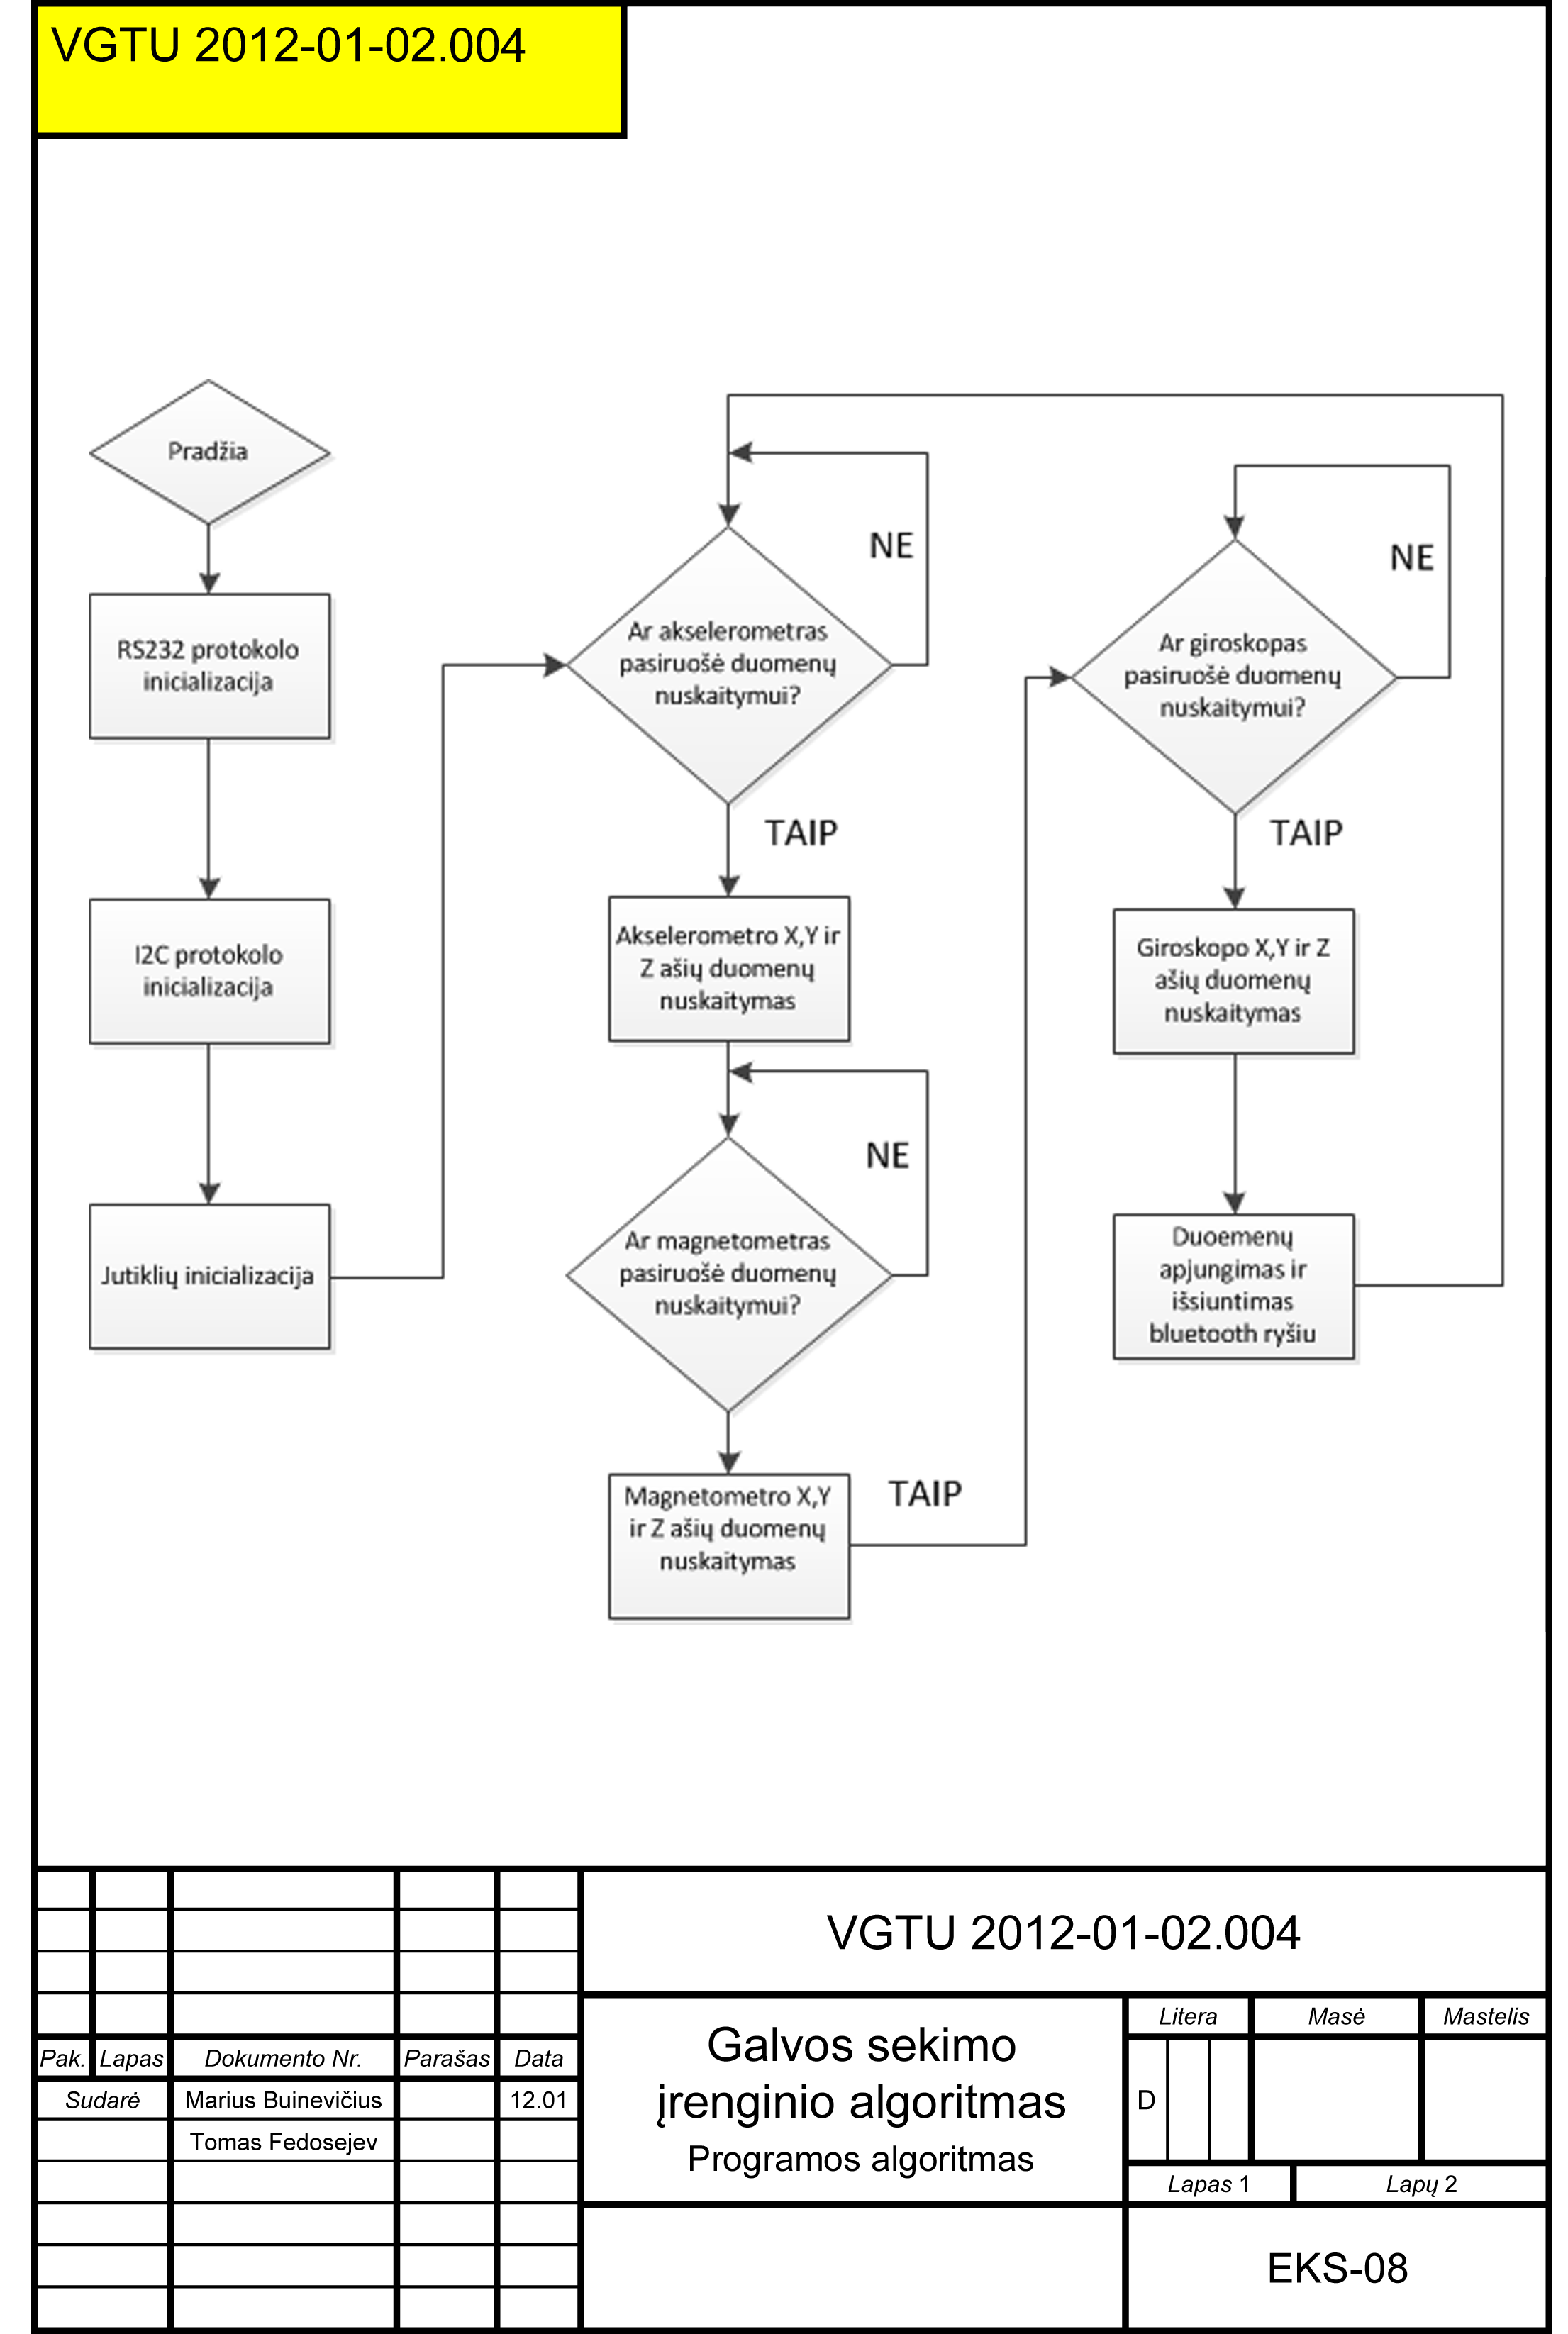 VGTU 2012-01-02.004
Pradžia
RS232 protokolo
inicializacija
I2C protokolo
inicializacija
Jutiklių inicializacija
NE
Ar akselerometras
pasiruošė duomenų
nuskaitymui?
TAIP
Akselerometro X,Y ir
Z ašių duomenų
nuskaitymas
NE
Ar magnetometras
pasiruošė duomenų
nuskaitymui?
Magnetometro X,Y
ir Z ašių duomenų
nuskaitymas
TAIP
NE
Ar giroskopas
pasiruošė duomenų
nuskaitymui?
TAIP
Giroskopo X,Y ir Z
ašių duomenų
nuskaitymas
Duoemenų
apjungimas ir
išsiuntimas
bluetooth ryšiu
VGTU 2012-01-02.004
Pak. Lapas Dokumento Nr. Parašas Data
Sudarė Marius Buinevičius 12.01
Tomas Fedosejev
Galvos sekimo
įrenginio algoritmas
Programos algoritmas
Litera Masė Mastelis
D
Lapas 1 Lapų 2
EKS-08